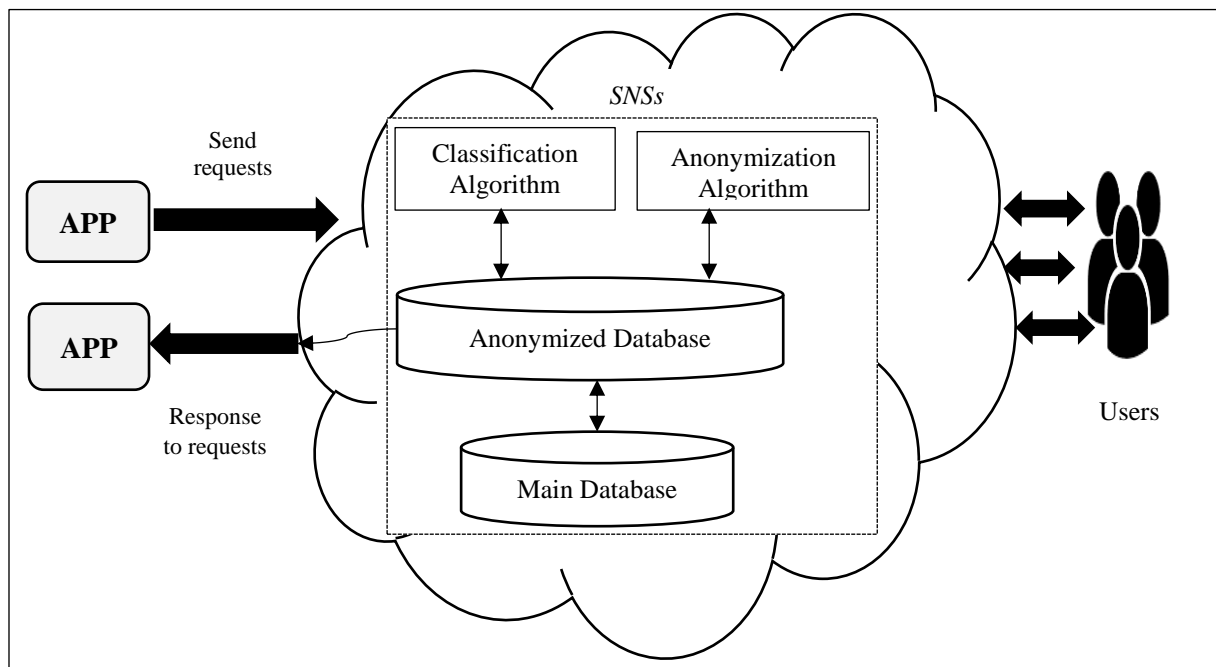 SNSs
Send
requests
Classification
Algorithm
Anonymization
Algorithm
APP
APP
Anonymized Database
Response
to requests
Main Database
Users